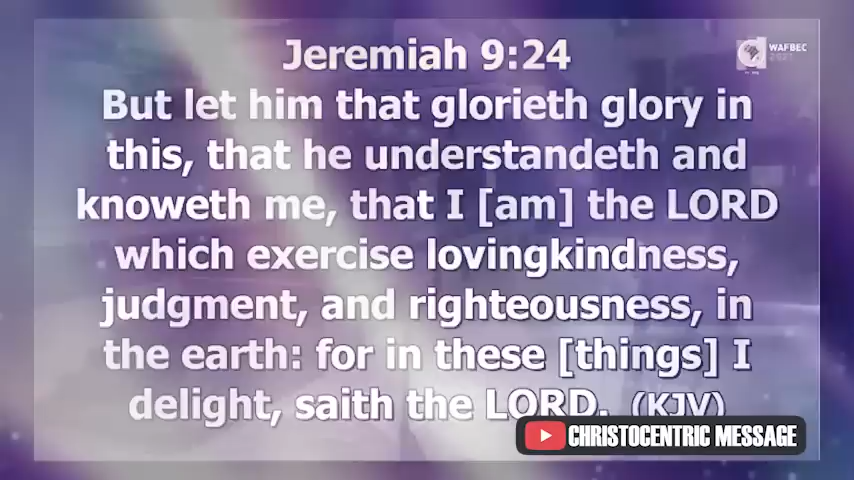 Jeremiah 9:24
But let him that glorieth glory in
this, that he understandeth and
knoweth me, that I [am] the LORD
which exercise lovingkindness,
judgment, and righteousness, in
the earth: for in these [things] I
delight, saith the LORD. (KJV)
WAFBEC
CHRISTOCENTRIC MESSAGE